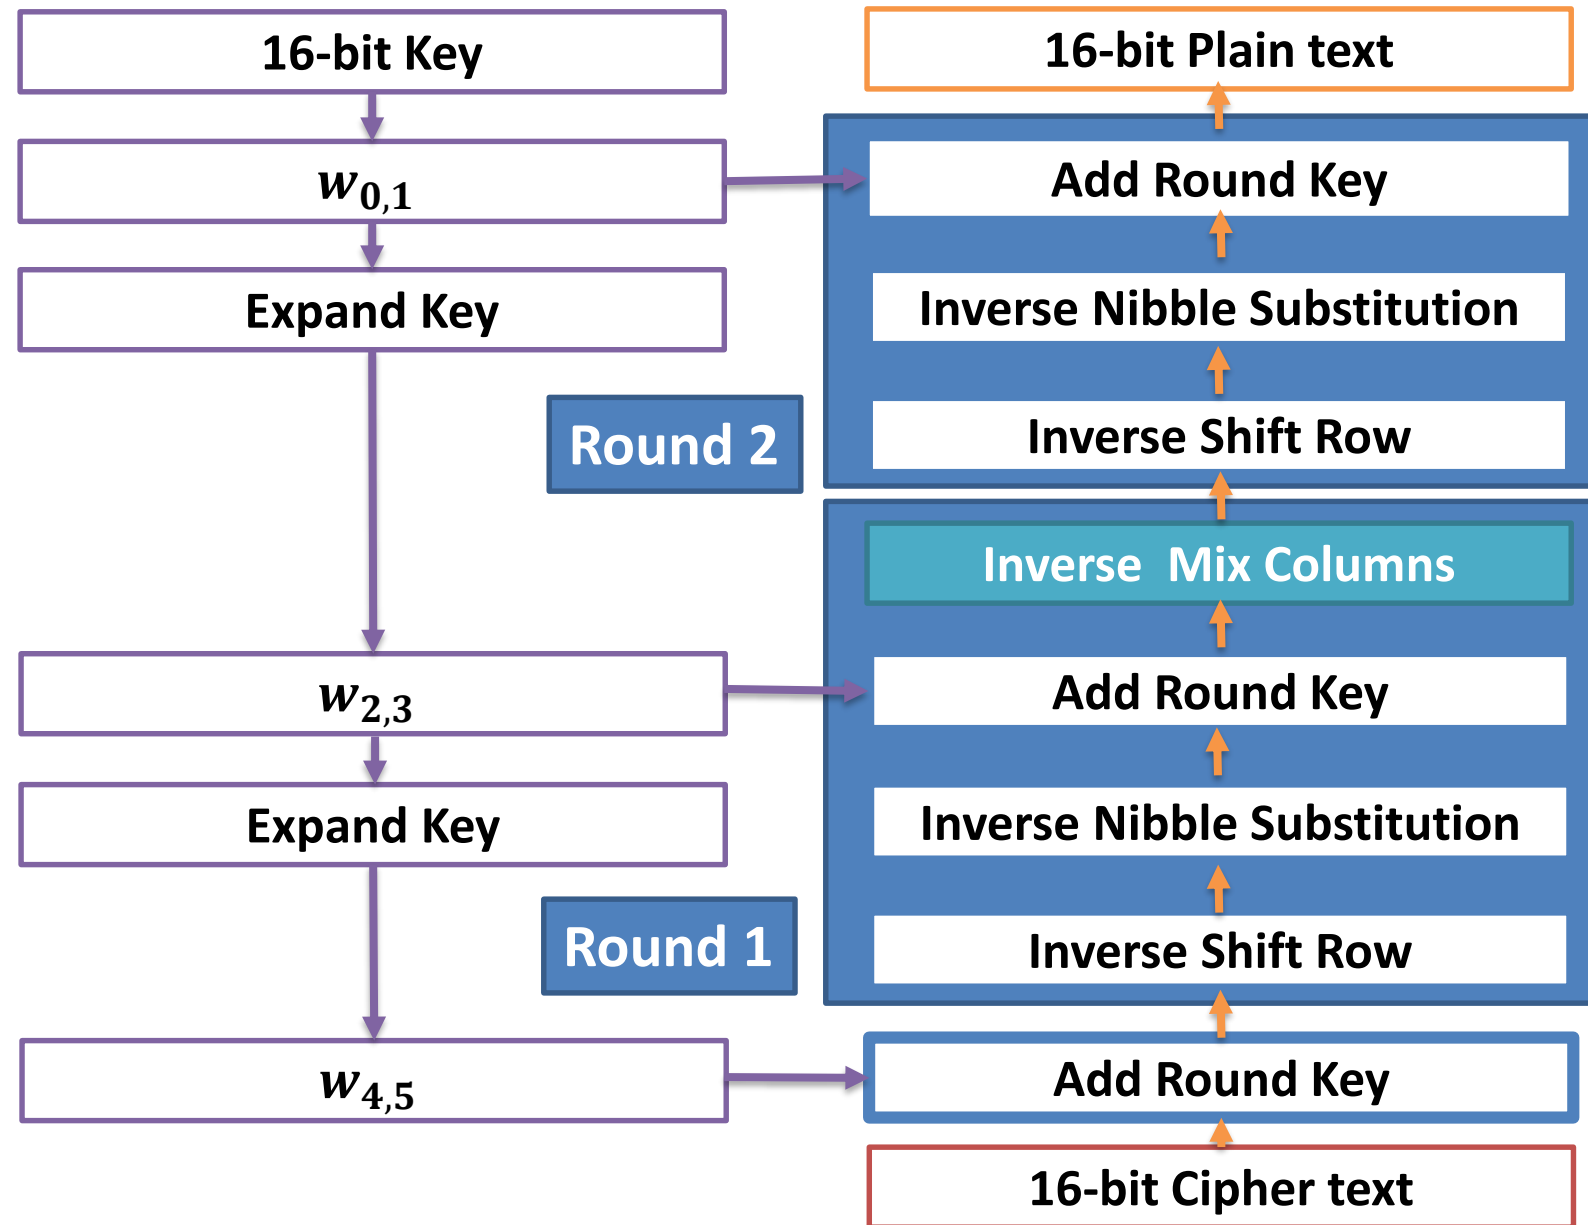 16-bit Key
16-bit Plain text
w0,1
Add Round Key
Expand Key
Inverse Nibble Substitution
Round 2
Inverse Shift Row
Inverse Mix Columns
w2,3
Add Round Key
Expand Key
Inverse Nibble Substitution
Round 1
Inverse Shift Row
w4,5
Add Round Key
16-bit Cipher text